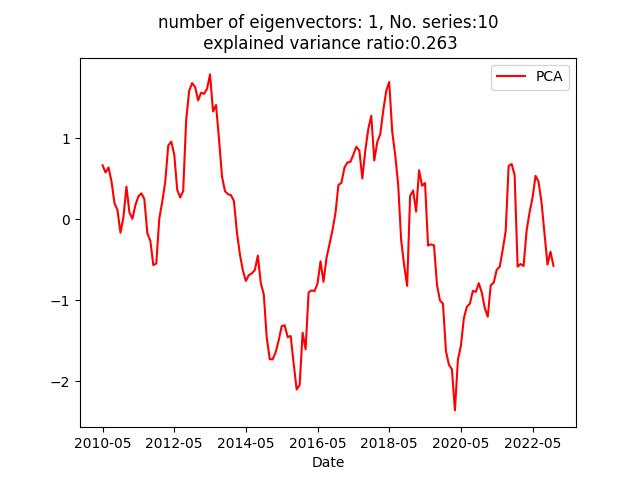 number of eigenvectors: 1, No. series:10
explained variance ratio:0.263
PCA
1
0
−1
−2
2010-05 2012-05 2014-05 2016-05 2018-05 2020-05 2022-05
Date